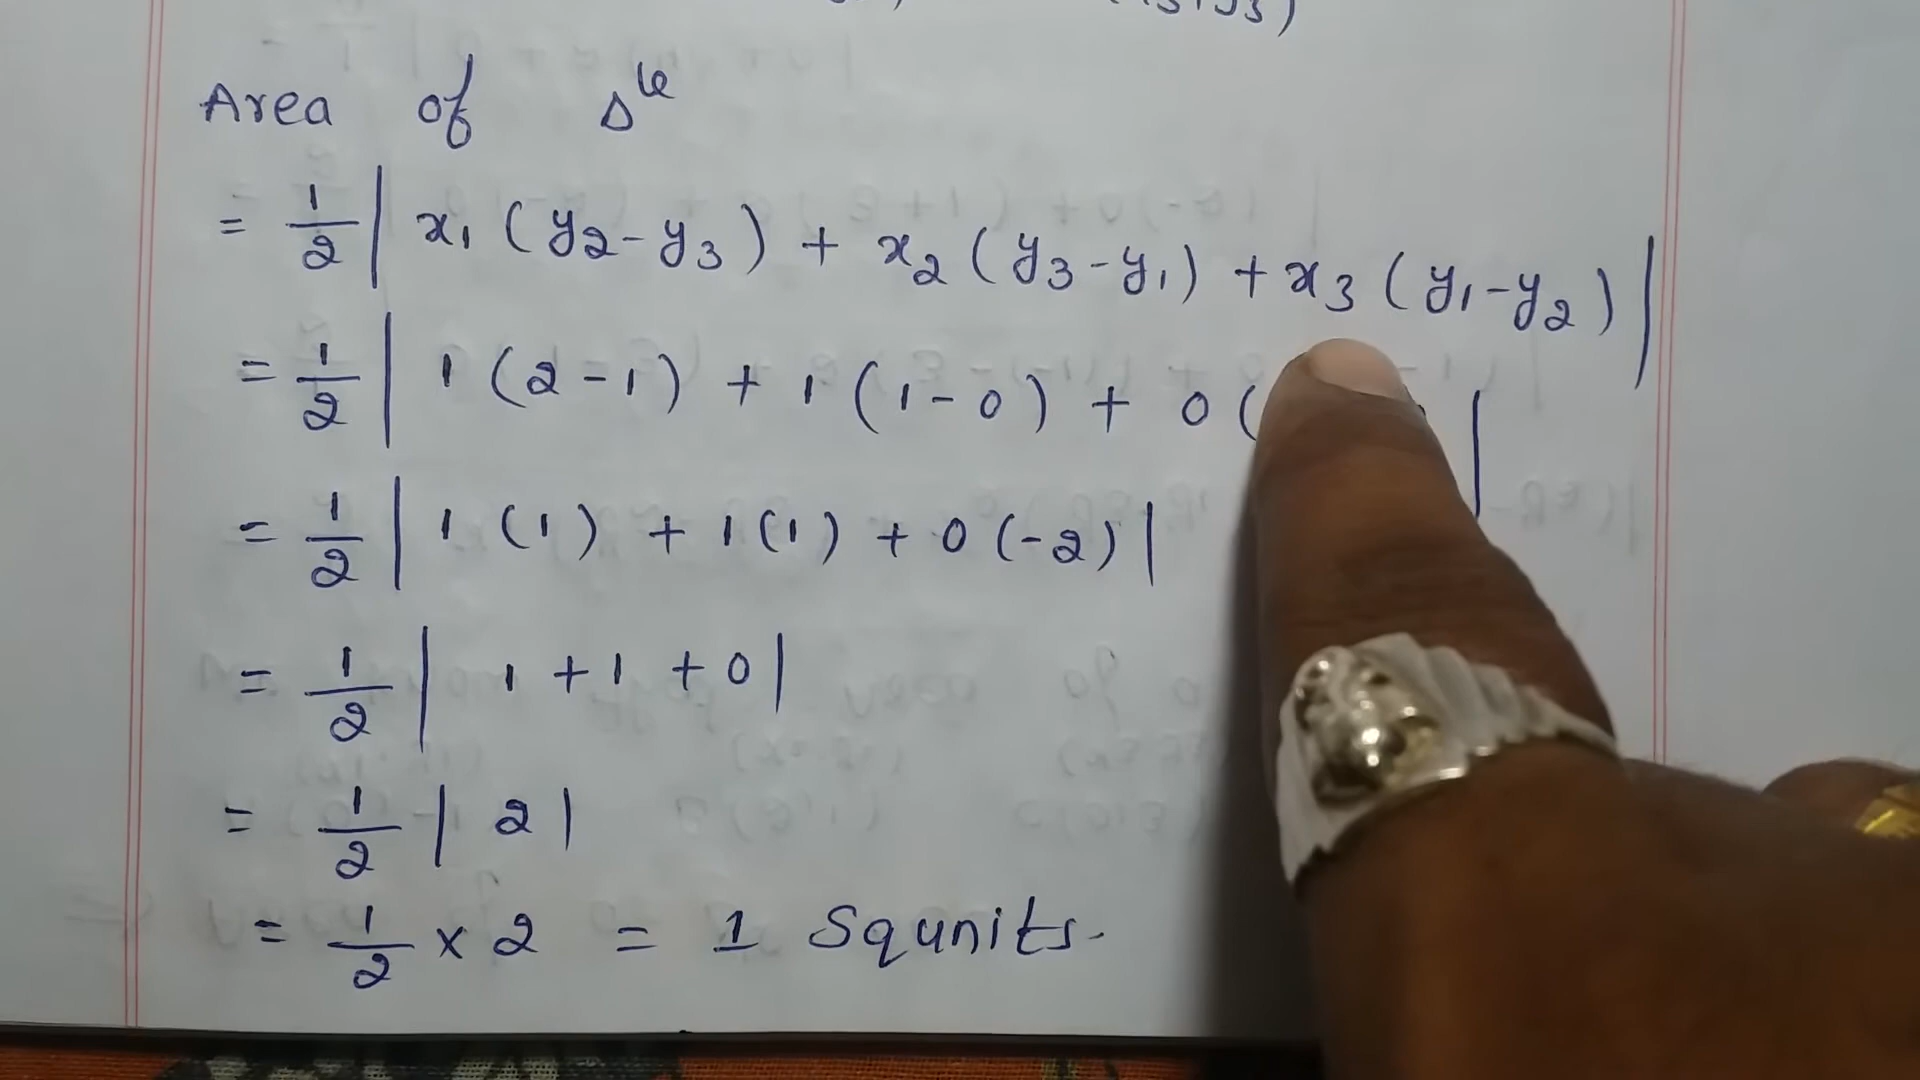 Area of Δle
= 1/2 | x1 (y2 - y3) + x2 (y3 - y1) + x3 (y1 - y2) |
= 1/2 | 1 (2 - 1) + 1 (1 - 0) + 0 ( |
= 1/2 | 1 (1) + 1 (1) + 0 (-2) |
= 1/2 | 1 + 1 + 0 |
= 1/2 | 2 |
= 1/2 × 2 = 1 Squnits.